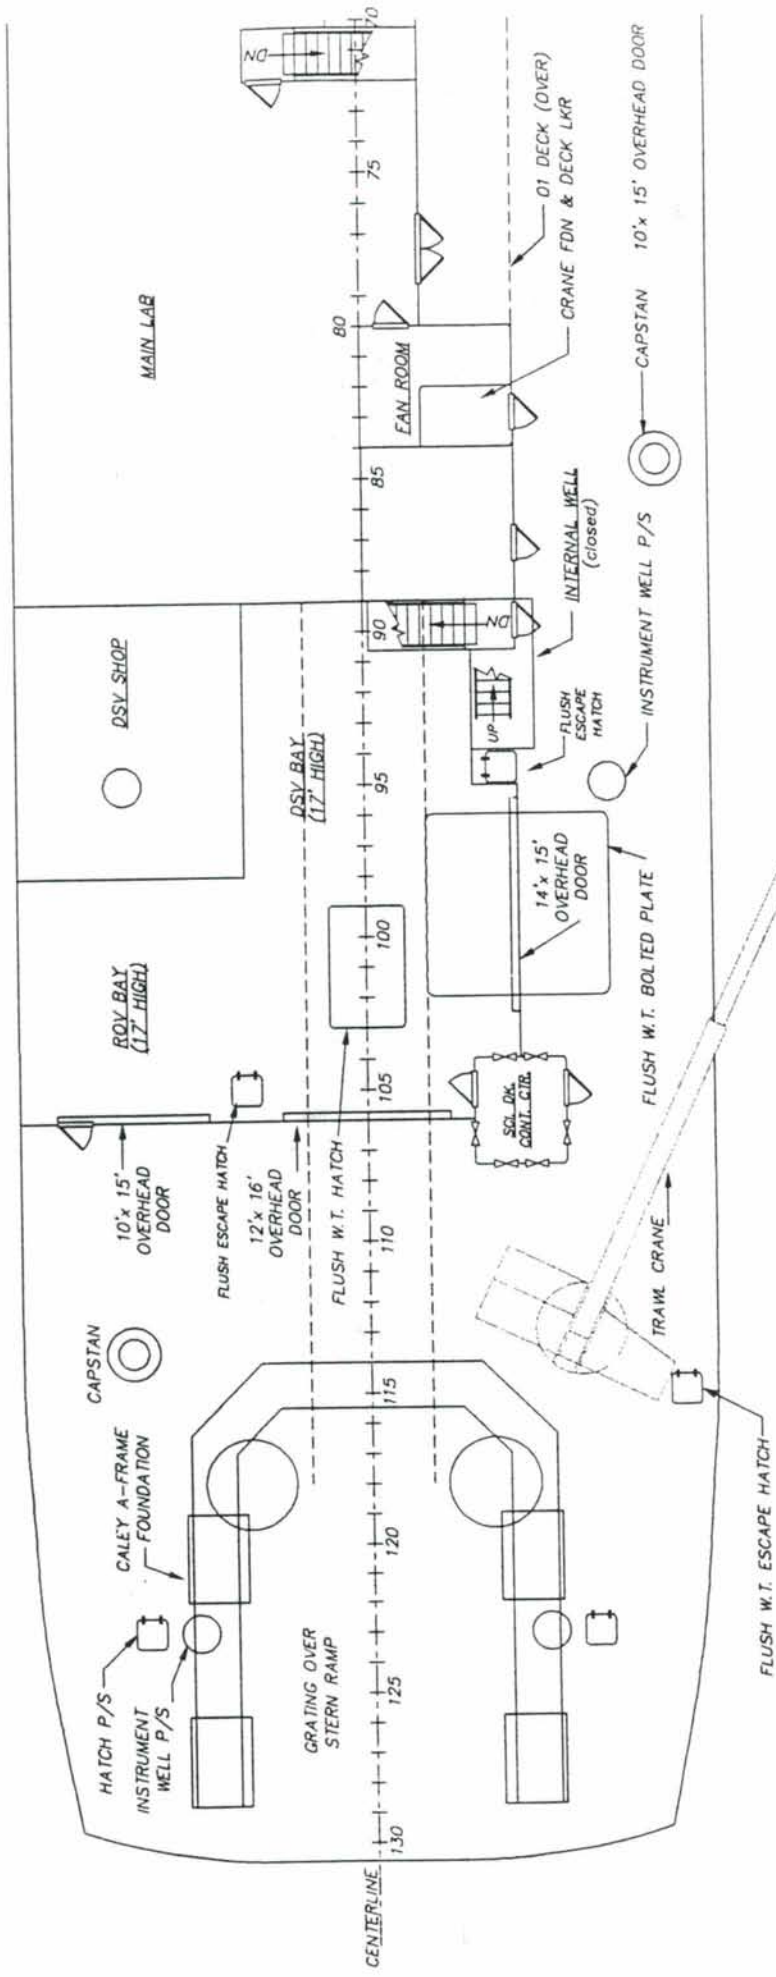 CENTERLINE
130
125
120
115
110
105
100
95
90
85
80
75
70
HATCH P/S
INSTRUMENT
WELL P/S
CALEY A-FRAME
FOUNDATION
GRATING OVER
STERN RAMP
CAPSTAN
10'x 15'
OVERHEAD
DOOR
FLUSH ESCAPE HATCH
12'x 16'
OVERHEAD
DOOR
FLUSH W.T. HATCH
ROV BAY
(17' HIGH)
DSV SHOP
DSV BAY
(17' HIGH)
MAIN LAB
DN
FAN ROOM
01 DECK (OVER)
CRANE FDN & DECK LKR
10'x 15' OVERHEAD DOOR
CAPSTAN
INTERNAL WELL
(closed)
DN
UP
FLUSH
ESCAPE
HATCH
INSTRUMENT WELL P/S
14'x 15'
OVERHEAD
DOOR
FLUSH W.T. BOLTED PLATE
SCI. DK.
CONT. CTR.
TRAWL CRANE
FLUSH W.T. ESCAPE HATCH